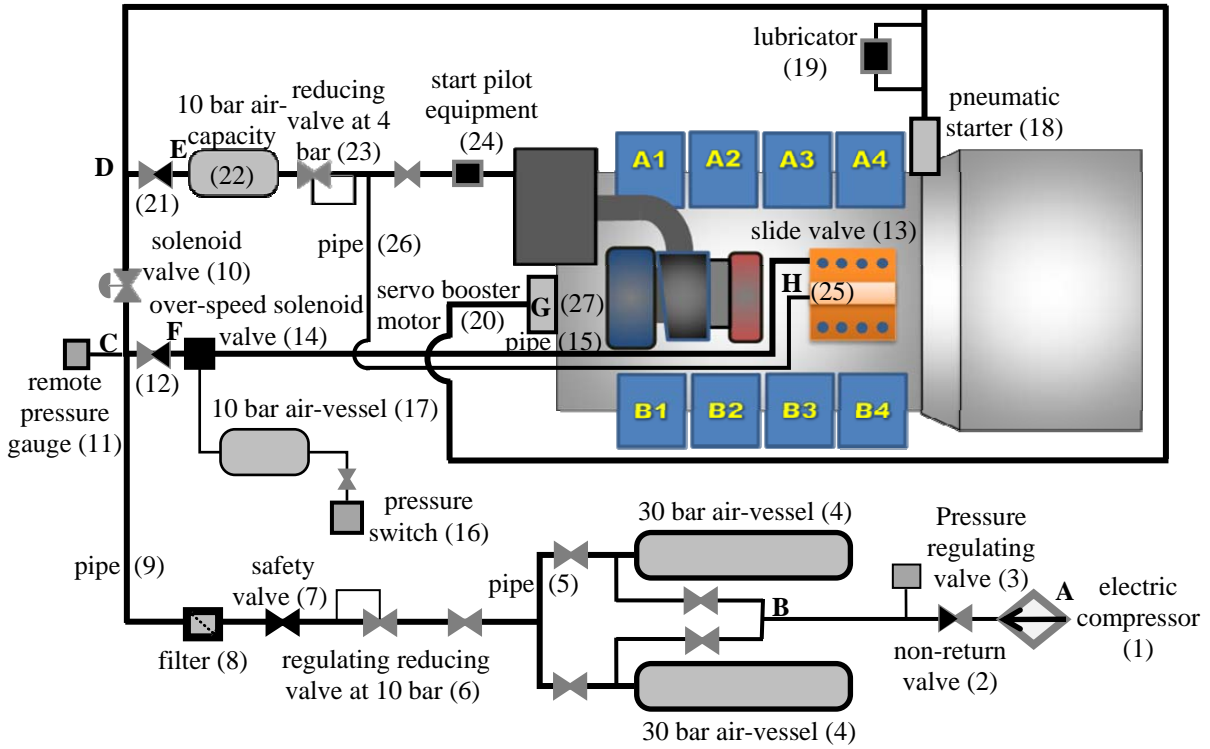 lubricator
(19)
pneumatic
starter (18)
10 bar air-
capacity
(22)
reducing
valve at 4
bar (23)
start pilot
equipment
(24)
A1
A2
A3
A4
D
E
(21)
pipe (26)
slide valve (13)
H (25)
solenoid
valve (10)
servo booster
motor (20)
G
(27)
over-speed solenoid
valve (14)
pipe (15)
C
F
(12)
remote
pressure
gauge (11)
10 bar air-vessel (17)
B1
B2
B3
B4
pressure
switch (16)
30 bar air-vessel (4)
Pressure
regulating
valve (3)
pipe (9)
safety
valve (7)
pipe (5)
B
A
electric
compressor
(1)
filter (8)
regulating reducing
valve at 10 bar (6)
non-return
valve (2)
30 bar air-vessel (4)